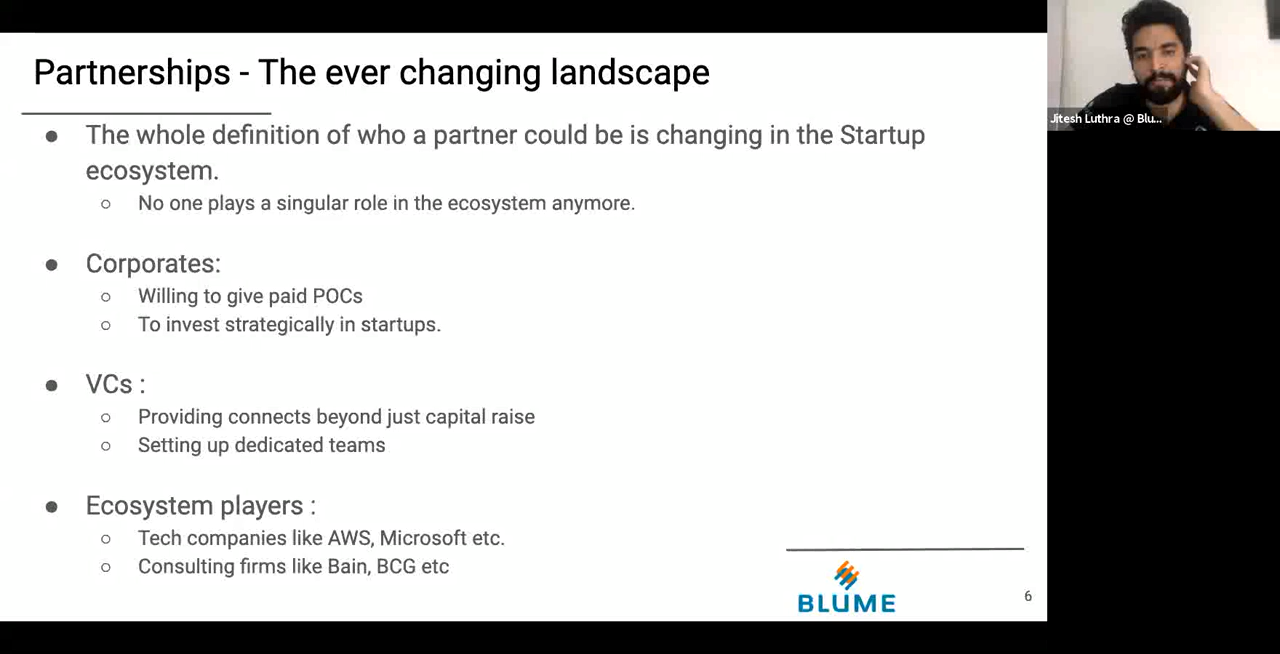 Partnerships - The ever changing landscape
● The whole definition of who a partner could be is changing in the Startup
ecosystem.
○ No one plays a singular role in the ecosystem anymore.
● Corporates:
○ Willing to give paid POCs
○ To invest strategically in startups.
● VCs :
○ Providing connects beyond just capital raise
○ Setting up dedicated teams
● Ecosystem players :
○ Tech companies like AWS, Microsoft etc.
○ Consulting firms like Bain, BCG etc
BLUME
6
Jitesh Luthra @ Blu...